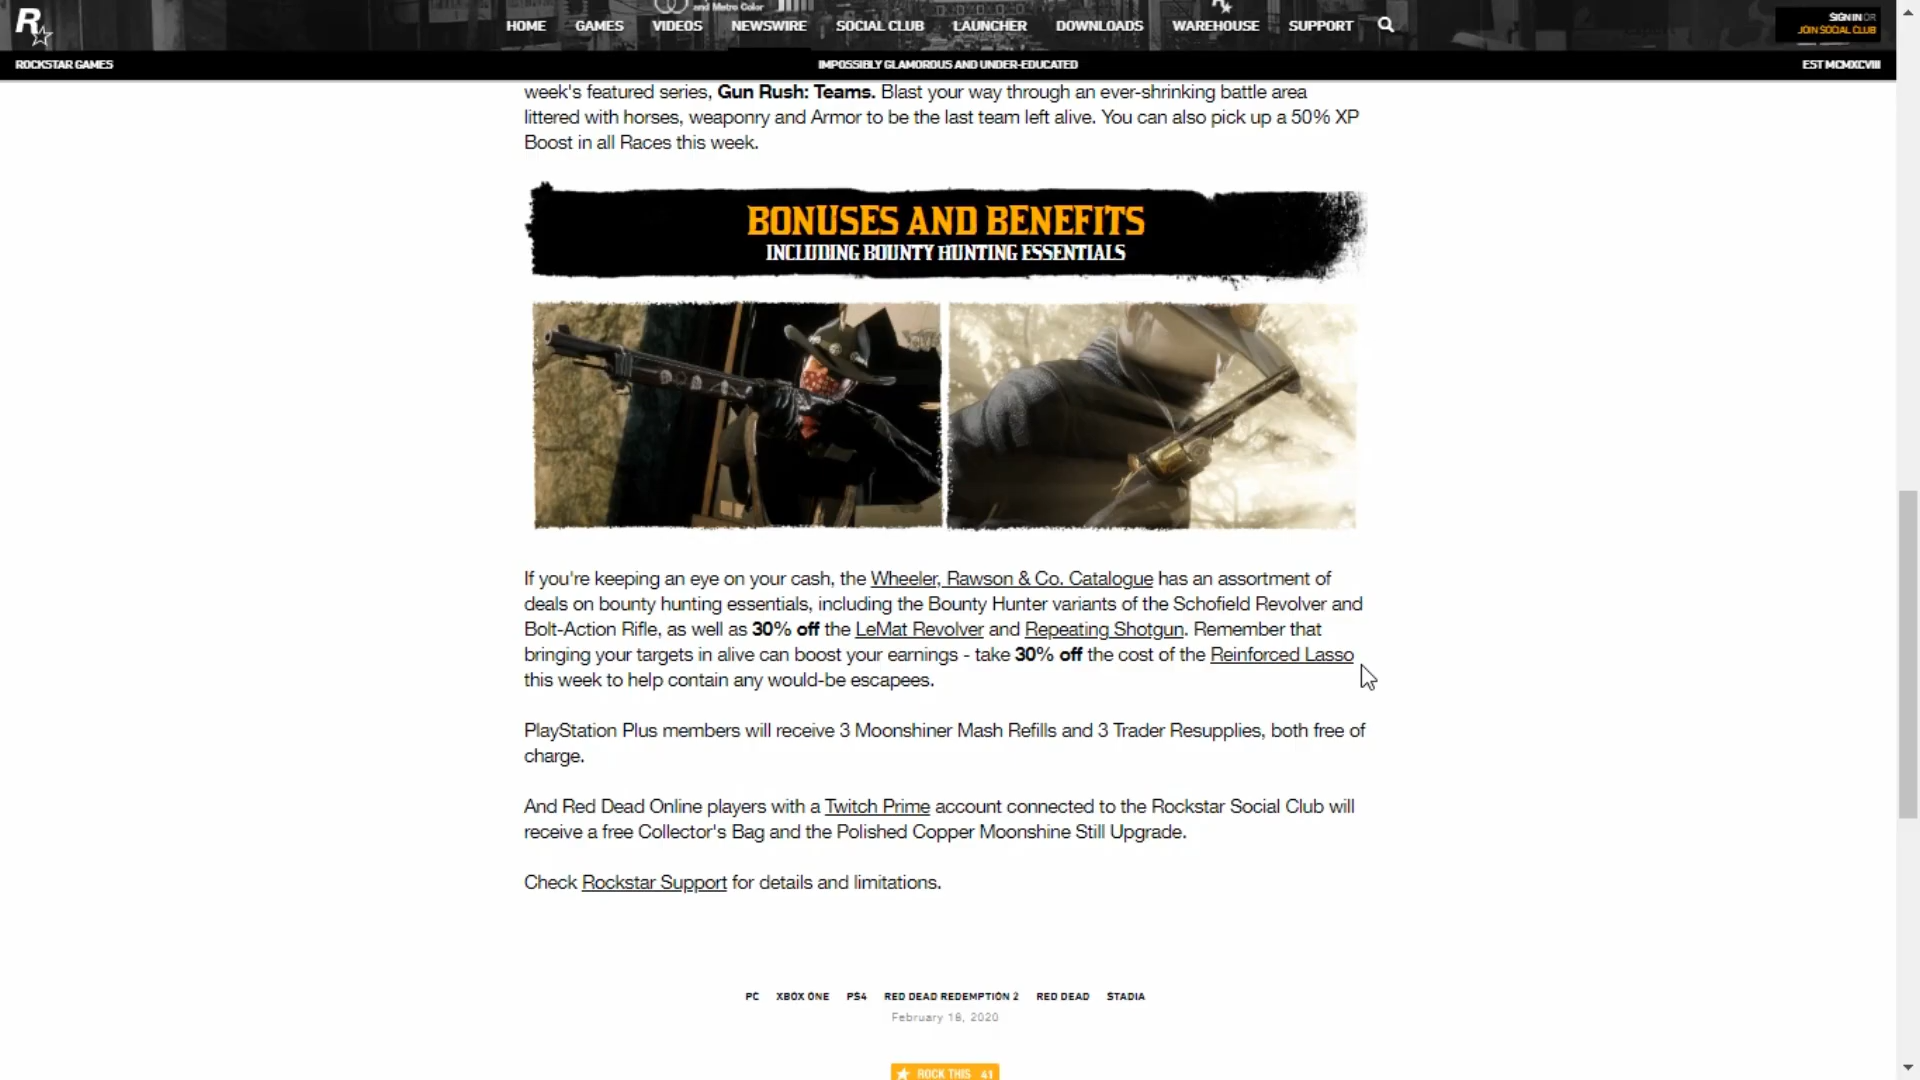 and Metro Color
R
HOME GAMES VIDEOS NEWSWIRE SOCIAL CLUB LAUNCHER DOWNLOADS WAREHOUSE SUPPORT
SIGN IN OR
JOIN SOCIAL CLUB
ROCKSTAR GAMES IMPOSSIBLY GLAMOROUS AND UNDER-EDUCATED EST MCMXCVIII
week's featured series, Gun Rush: Teams. Blast your way through an ever-shrinking battle area
littered with horses, weaponry and Armor to be the last team left alive. You can also pick up a 50% XP
Boost in all Races this week.
BONUSES AND BENEFITS
INCLUDING BOUNTY HUNTING ESSENTIALS
If you're keeping an eye on your cash, the Wheeler, Rawson & Co. Catalogue has an assortment of
deals on bounty hunting essentials, including the Bounty Hunter variants of the Schofield Revolver and
Bolt-Action Rifle, as well as 30% off the LeMat Revolver and Repeating Shotgun. Remember that
bringing your targets in alive can boost your earnings - take 30% off the cost of the Reinforced Lasso
this week to help contain any would-be escapees.
PlayStation Plus members will receive 3 Moonshiner Mash Refills and 3 Trader Resupplies, both free of
charge.
And Red Dead Online players with a Twitch Prime account connected to the Rockstar Social Club will
receive a free Collector's Bag and the Polished Copper Moonshine Still Upgrade.
Check Rockstar Support for details and limitations.
PC XBOX ONE PS4 RED DEAD REDEMPTION 2 RED DEAD STADIA
February 18, 2020
ROCK THIS 41